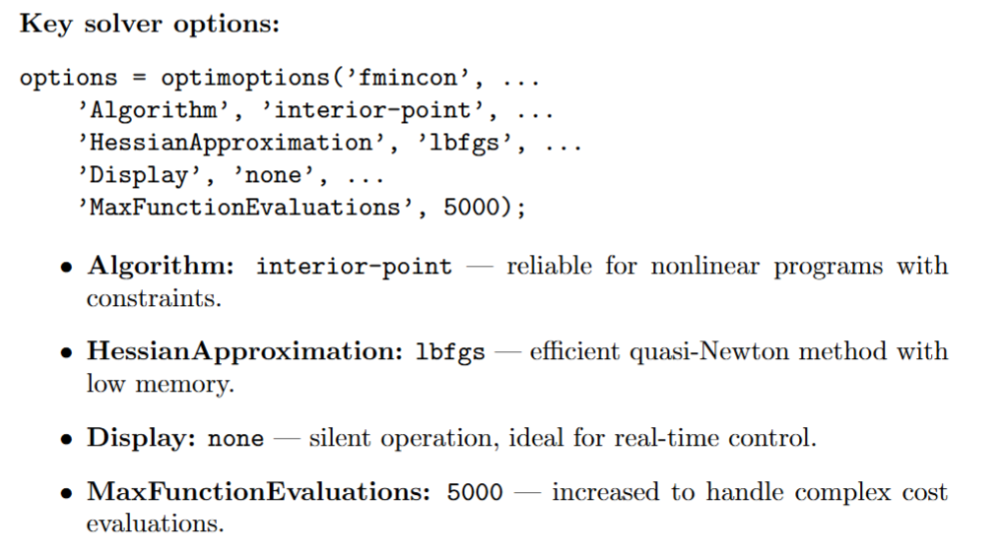 Key solver options:
options = optimoptions(’fmincon’, ...
’Algorithm’, ’interior-point’, ...
’HessianApproximation’, ’lbfgs’, ...
’Display’, ’none’, ...
’MaxFunctionEvaluations’, 5000);
• Algorithm: interior-point — reliable for nonlinear programs with
constraints.
• HessianApproximation: lbfgs — efficient quasi-Newton method with
low memory.
• Display: none — silent operation, ideal for real-time control.
• MaxFunctionEvaluations: 5000 — increased to handle complex cost
evaluations.